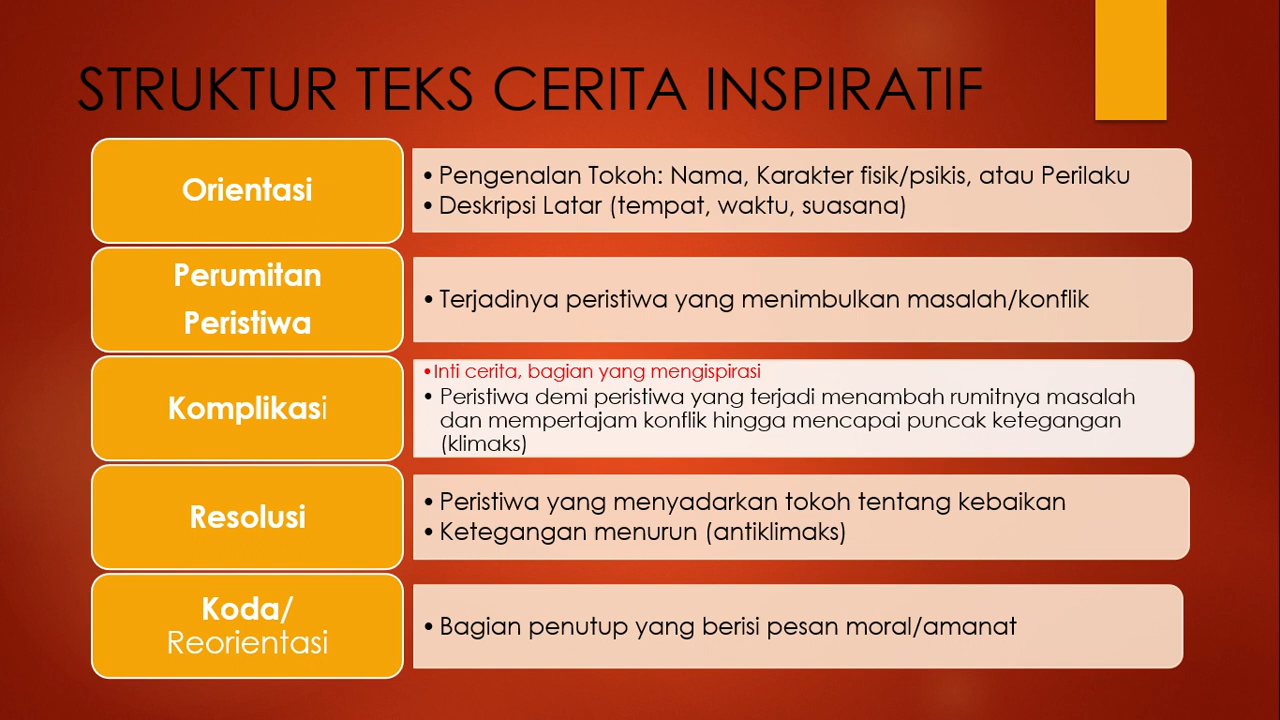 STRUKTUR TEKS CERITA INSPIRATIF
Orientasi
• Pengenalan Tokoh: Nama, Karakter fisik/psikis, atau Perilaku
• Deskripsi Latar (tempat, waktu, suasana)
Perumitan
Peristiwa
• Terjadinya peristiwa yang menimbulkan masalah/konflik
Komplikasi
•Inti cerita, bagian yang mengispirasi
• Peristiwa demi peristiwa yang terjadi menambah rumitnya masalah
dan mempertajam konflik hingga mencapai puncak ketegangan
(klimaks)
Resolusi
• Peristiwa yang menyadarkan tokoh tentang kebaikan
• Ketegangan menurun (antiklimaks)
Koda/
Reorientasi
• Bagian penutup yang berisi pesan moral/amanat